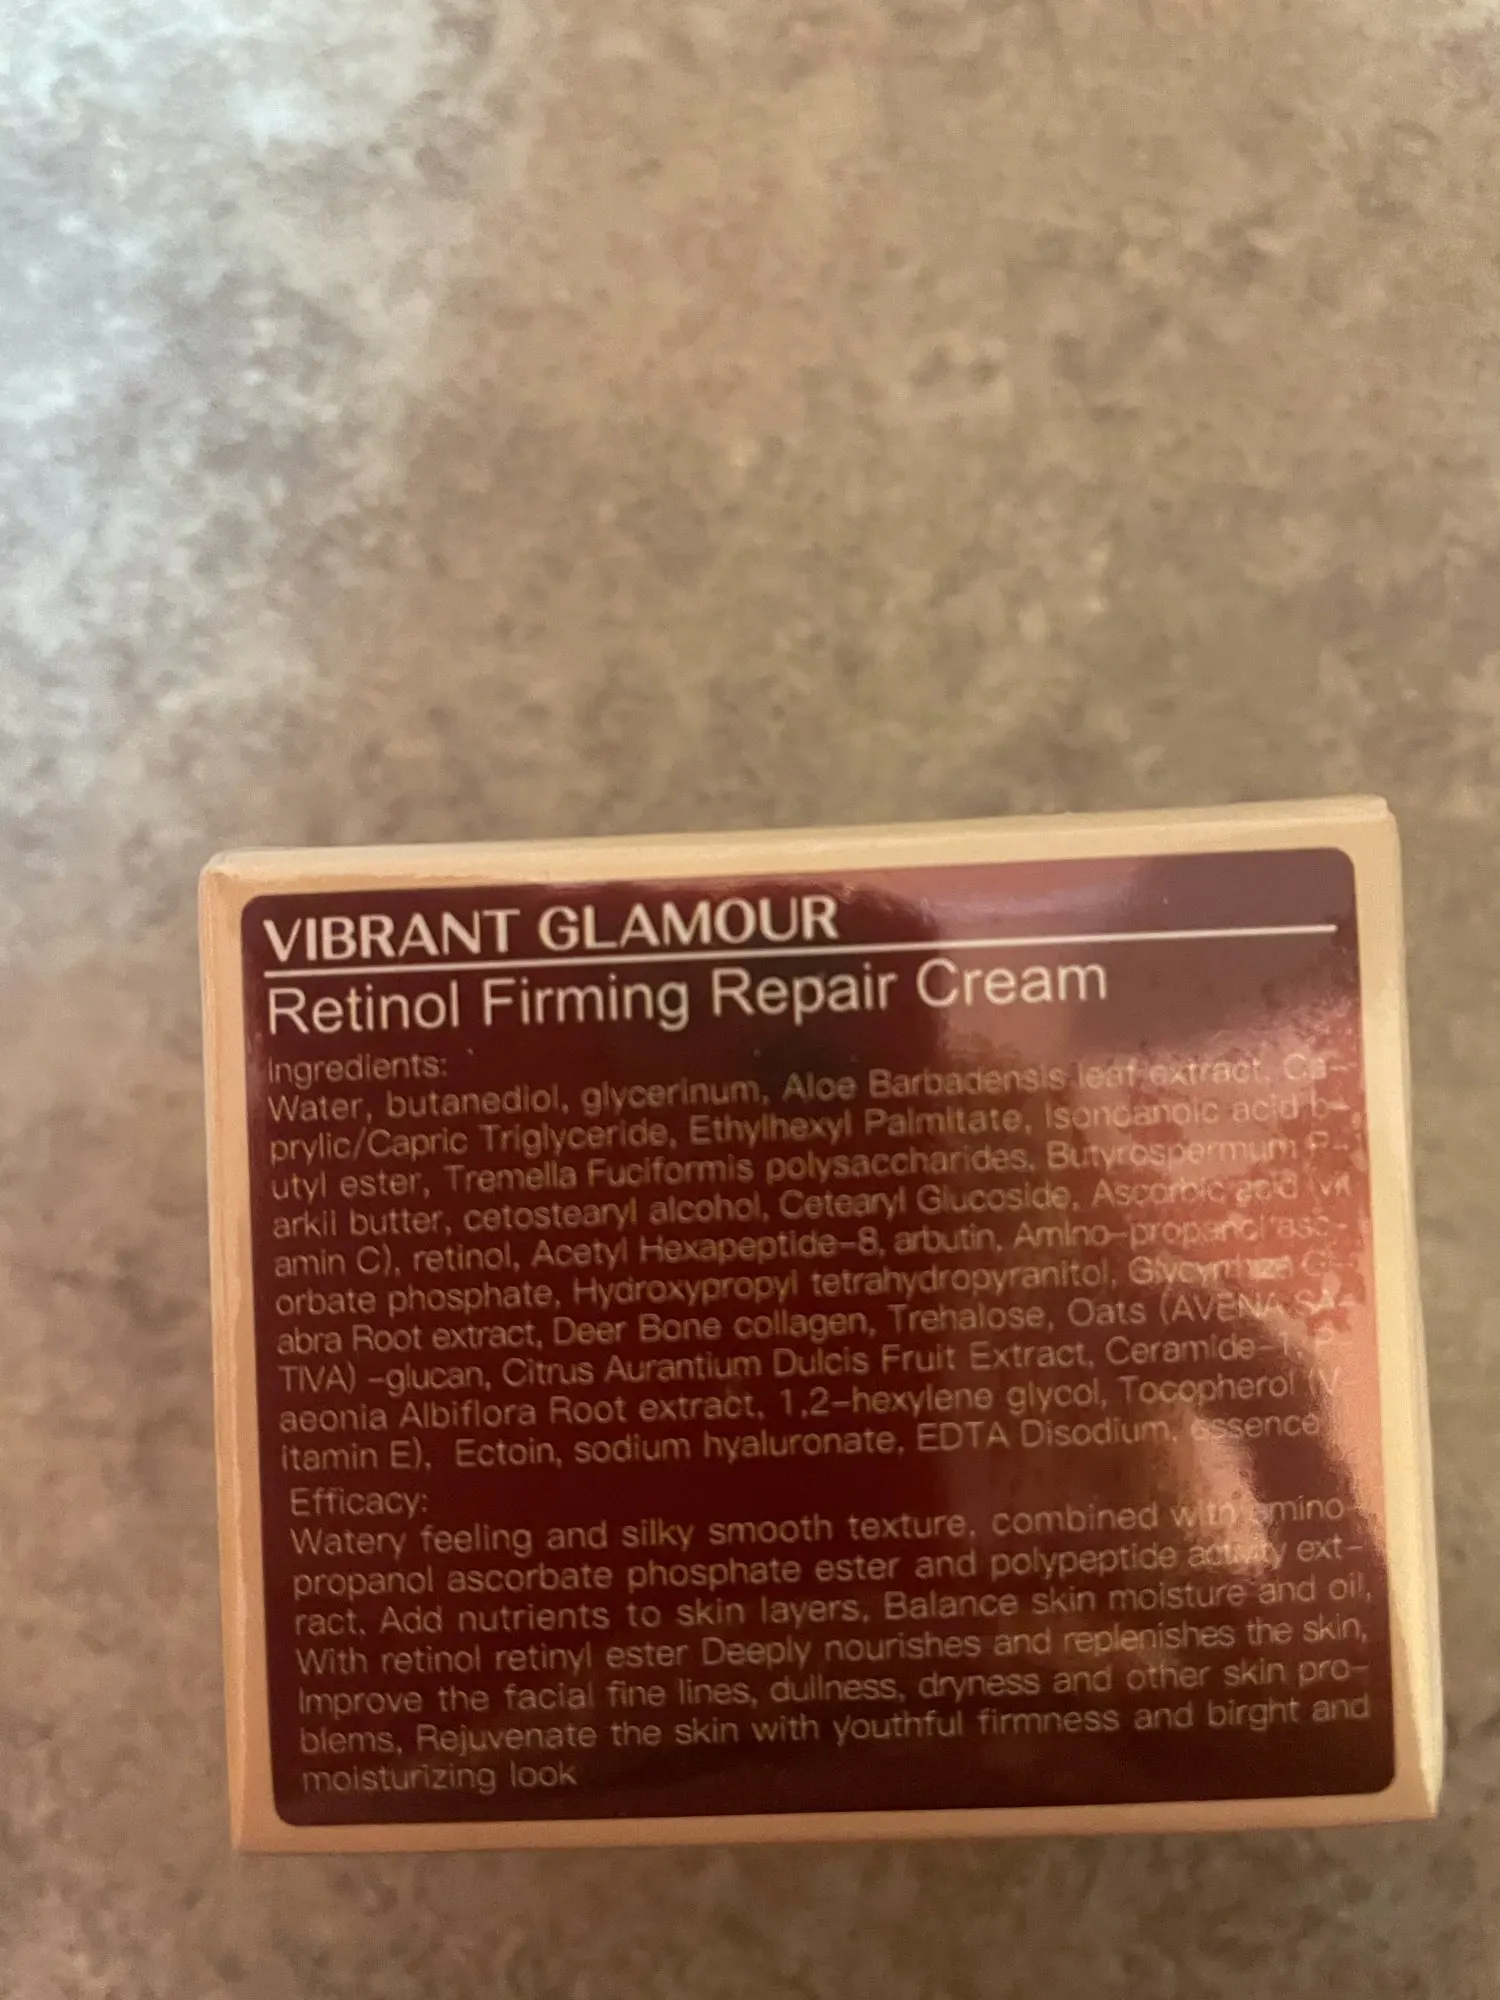 VIBRANT GLAMOUR
Retinol Firming Repair Cream
Ingredients:
Water, butanediol, glycerinum, Aloe Barbadensis leaf extract, Ca-
prylic/Capric Triglyceride, Ethylhexyl Palmitate, Isononanoic acid b-
utyl ester, Tremella Fuciformis polysaccharides, Butyrospermum P-
arkii butter, cetostearyl alcohol, Cetearyl Glucoside, Ascorbic acid (vit
amin C), retinol, Acetyl Hexapeptide-8, arbutin, Amino-propanol asc-
orbate phosphate, Hydroxypropyl tetrahydropyranitol, Glycyrrhiza Gl-
abra Root extract, Deer Bone collagen, Trehalose, Oats (AVENA SA-
TIVA) -glucan, Citrus Aurantium Dulcis Fruit Extract, Ceramide-1, P-
aeonia Albiflora Root extract, 1,2-hexylene glycol, Tocopherol (V
itamin E), Ectoin, sodium hyaluronate, EDTA Disodium, essence
Efficacy:
Watery feeling and silky smooth texture, combined with amino-
propanol ascorbate phosphate ester and polypeptide activity ext-
ract, Add nutrients to skin layers, Balance skin moisture and oil,
With retinol retinyl ester Deeply nourishes and replenishes the skin,
Improve the facial fine lines, dullness, dryness and other skin pro-
blems, Rejuvenate the skin with youthful firmness and birght and
moisturizing look